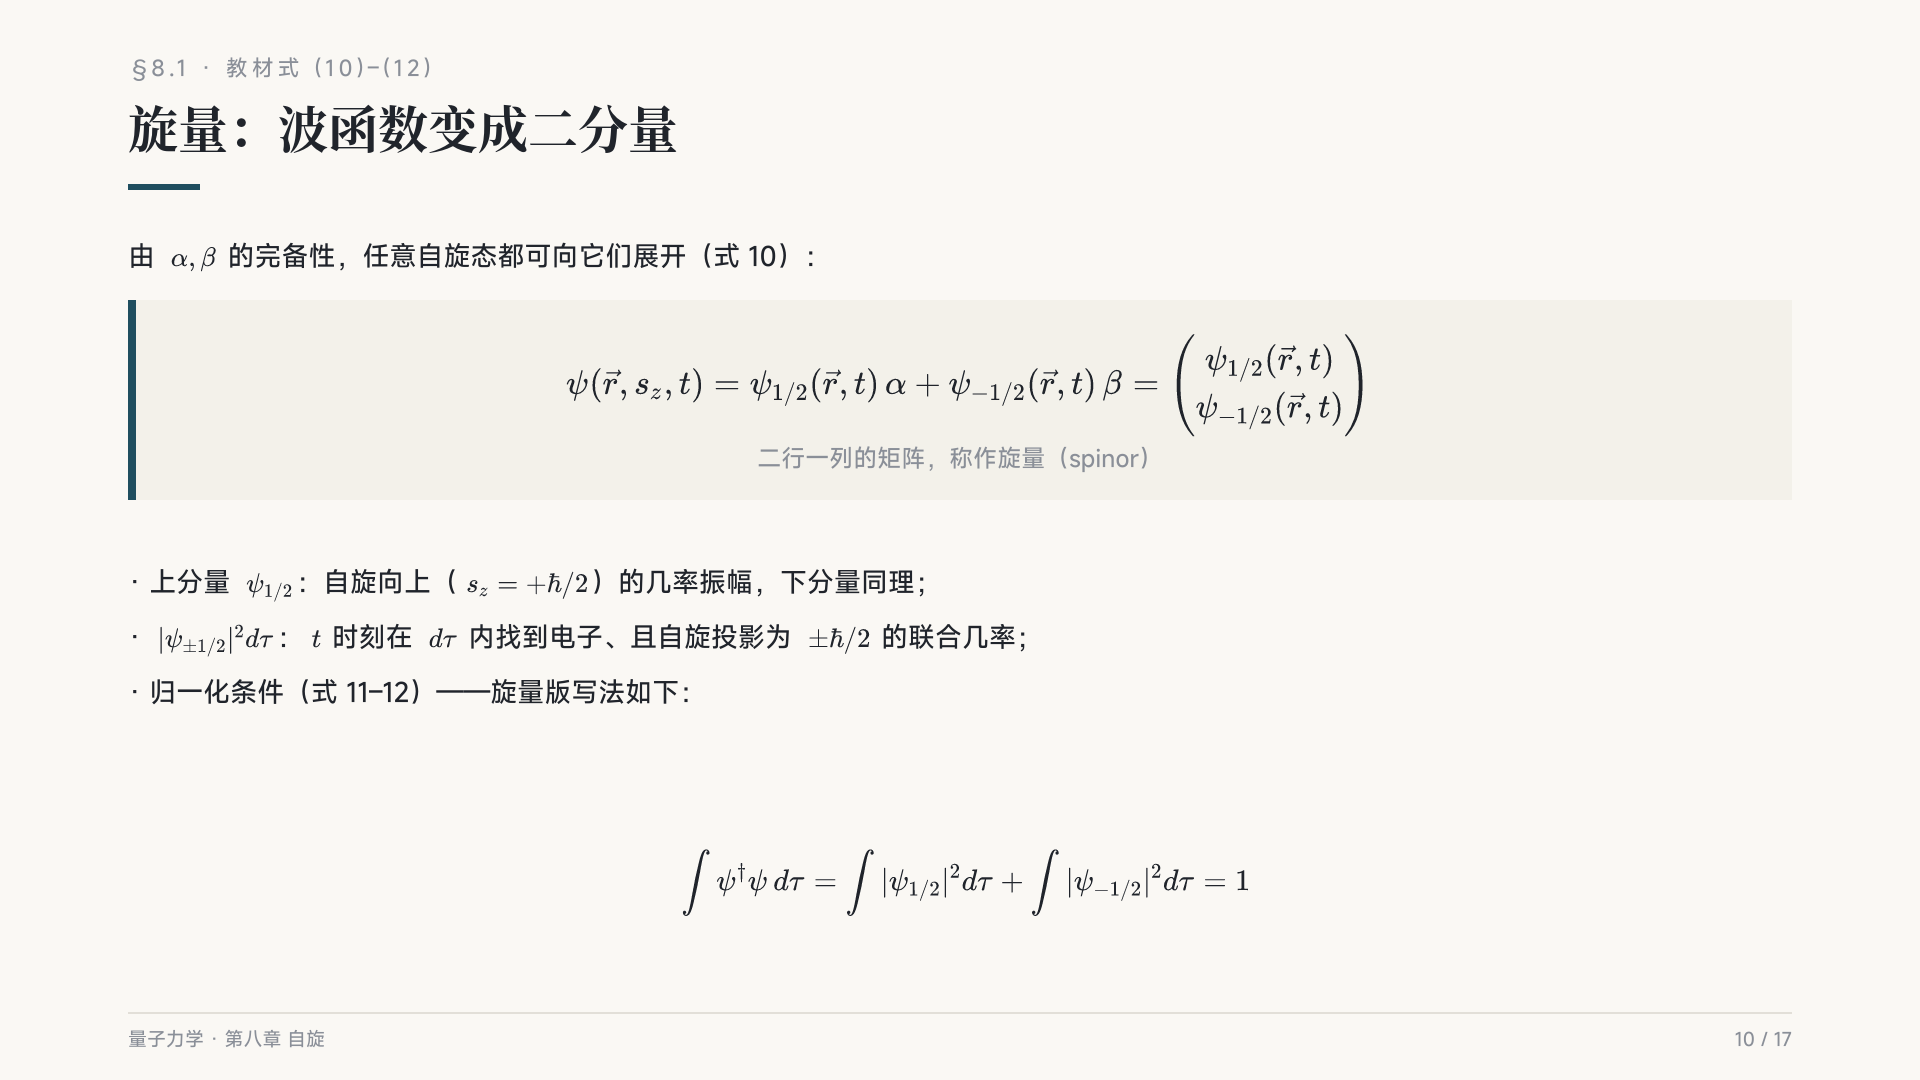 §8.1 · 教材式 (10)–(12)
旋量：波函数变成二分量
由 α, β 的完备性，任意自旋态都可向它们展开（式 10）：
ψ(r⃗, s_z, t) = ψ_{1/2}(r⃗, t) α + ψ_{−1/2}(r⃗, t) β = \begin{pmatrix} ψ_{1/2}(r⃗, t) \\ ψ_{−1/2}(r⃗, t) \end{pmatrix}
二行一列的矩阵，称作旋量（spinor）
· 上分量 ψ_{1/2}：自旋向上（ s_z = +ℏ/2）的几率振幅，下分量同理；
· |ψ_{±1/2}|²dτ： t 时刻在 dτ 内找到电子、且自旋投影为 ±ℏ/2 的联合几率；
· 归一化条件（式 11–12）——旋量版写法如下：
∫ψ†ψ dτ = ∫|ψ_{1/2}|²dτ + ∫|ψ_{−1/2}|²dτ = 1
量子力学 · 第八章 自旋
10 / 17